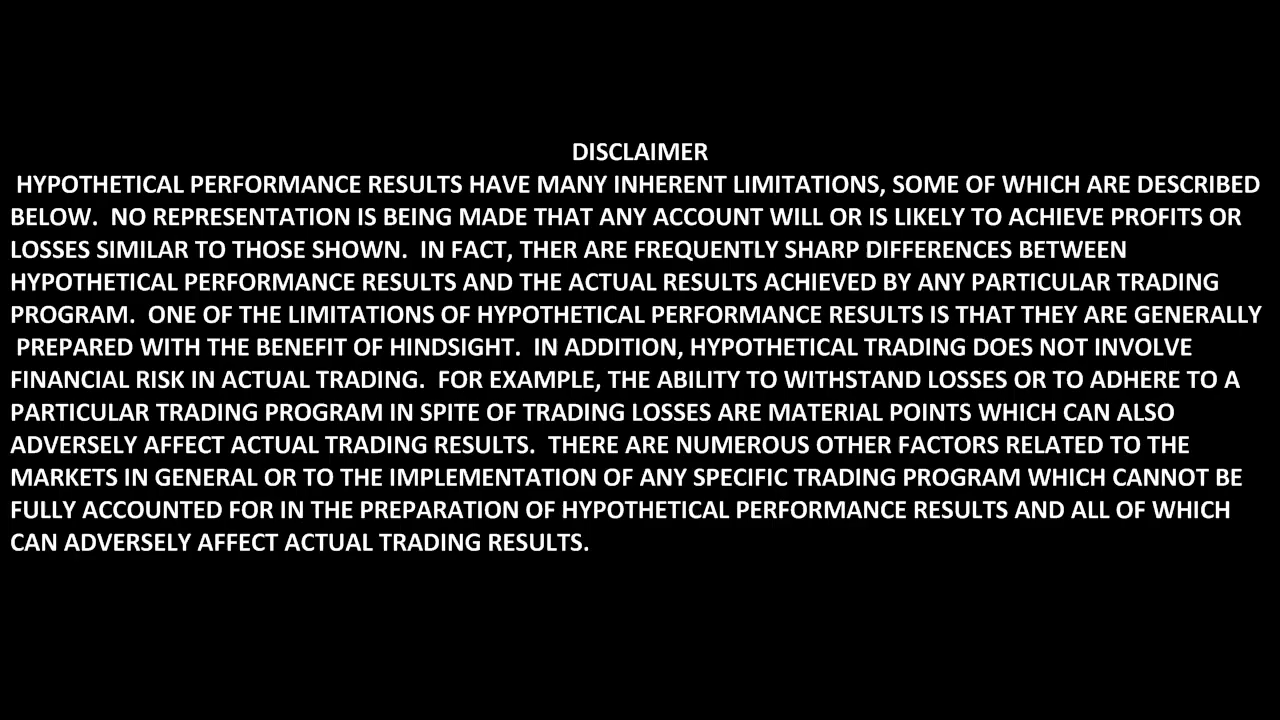 DISCLAIMER
HYPOTHETICAL PERFORMANCE RESULTS HAVE MANY INHERENT LIMITATIONS, SOME OF WHICH ARE DESCRIBED
BELOW.  NO REPRESENTATION IS BEING MADE THAT ANY ACCOUNT WILL OR IS LIKELY TO ACHIEVE PROFITS OR
LOSSES SIMILAR TO THOSE SHOWN.  IN FACT, THER ARE FREQUENTLY SHARP DIFFERENCES BETWEEN
HYPOTHETICAL PERFORMANCE RESULTS AND THE ACTUAL RESULTS ACHIEVED BY ANY PARTICULAR TRADING
PROGRAM.  ONE OF THE LIMITATIONS OF HYPOTHETICAL PERFORMANCE RESULTS IS THAT THEY ARE GENERALLY
PREPARED WITH THE BENEFIT OF HINDSIGHT.  IN ADDITION, HYPOTHETICAL TRADING DOES NOT INVOLVE
FINANCIAL RISK IN ACTUAL TRADING.  FOR EXAMPLE, THE ABILITY TO WITHSTAND LOSSES OR TO ADHERE TO A
PARTICULAR TRADING PROGRAM IN SPITE OF TRADING LOSSES ARE MATERIAL POINTS WHICH CAN ALSO
ADVERSELY AFFECT ACTUAL TRADING RESULTS.  THERE ARE NUMEROUS OTHER FACTORS RELATED TO THE
MARKETS IN GENERAL OR TO THE IMPLEMENTATION OF ANY SPECIFIC TRADING PROGRAM WHICH CANNOT BE
FULLY ACCOUNTED FOR IN THE PREPARATION OF HYPOTHETICAL PERFORMANCE RESULTS AND ALL OF WHICH
CAN ADVERSELY AFFECT ACTUAL TRADING RESULTS.